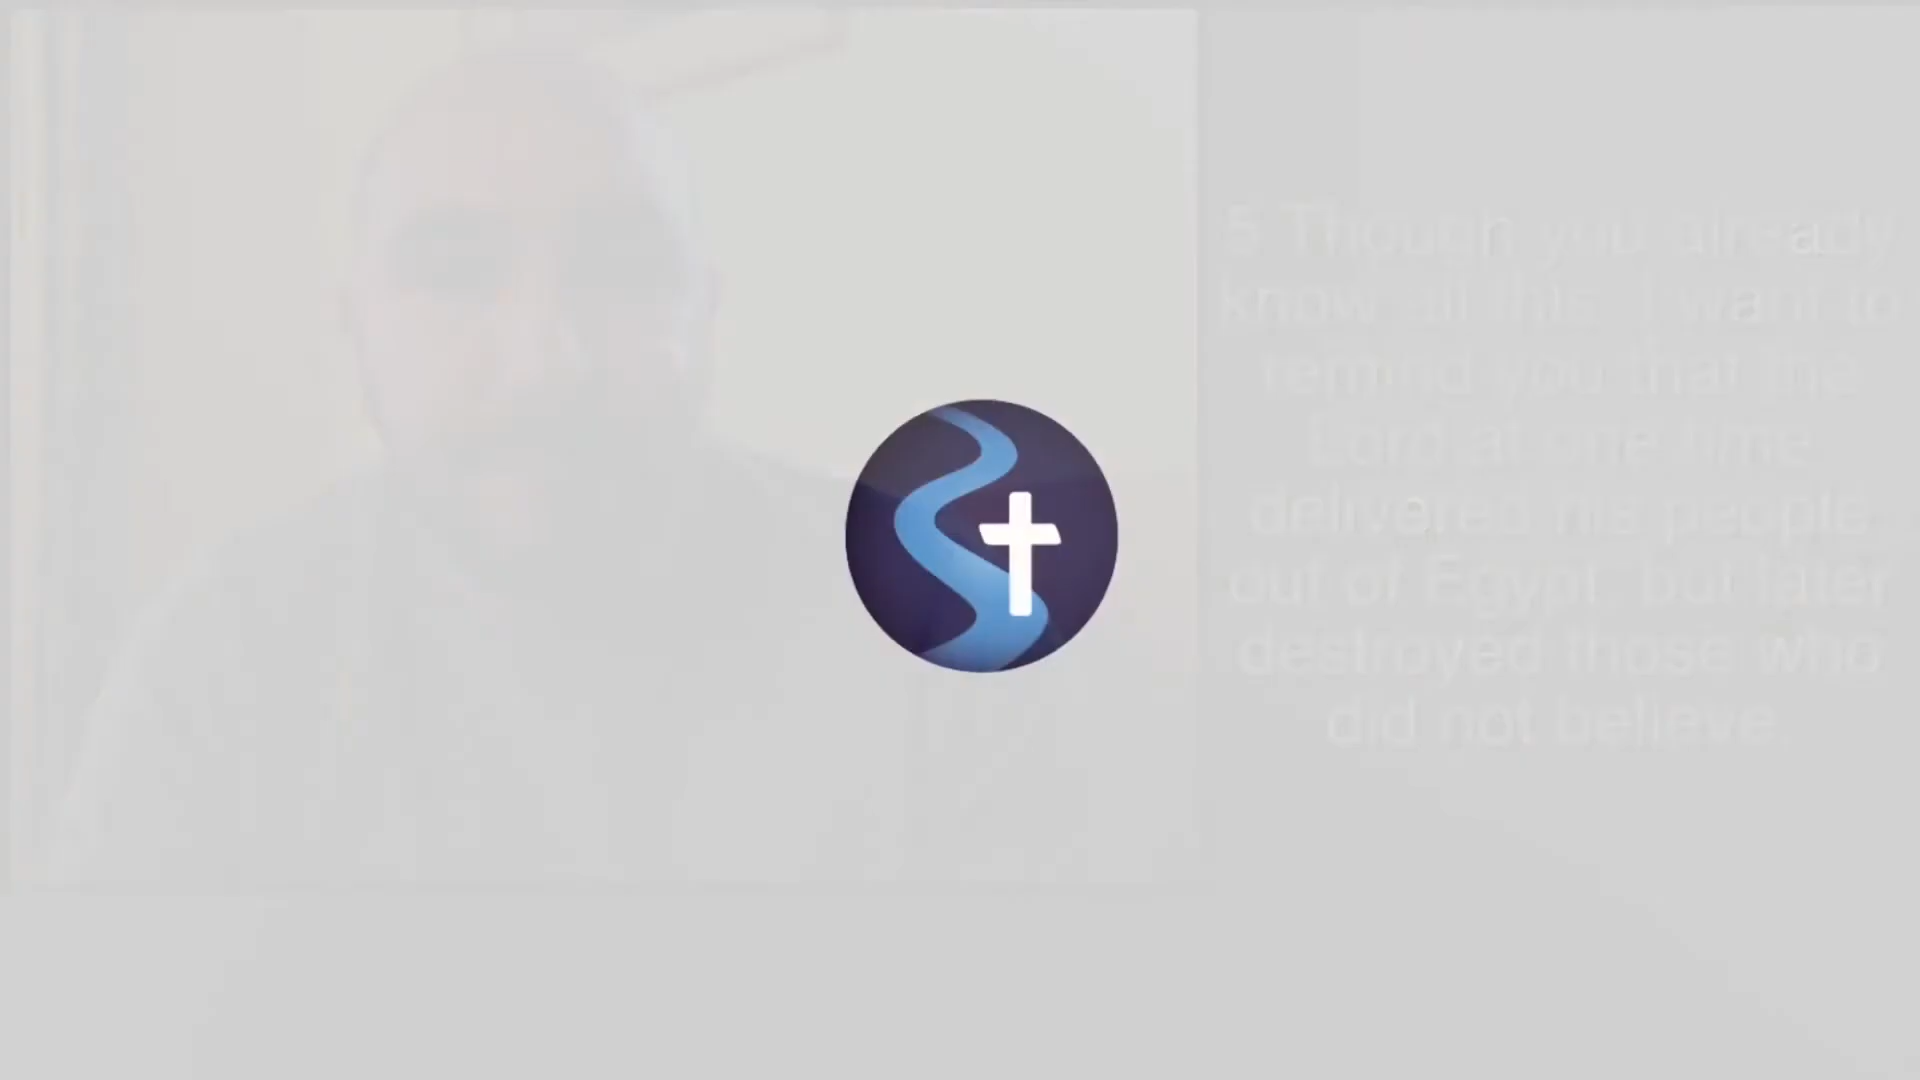 5 Though you already
know all this, I want to
remind you that the
Lord at one time
delivered his people
out of Egypt, but later
destroyed those who
did not believe.